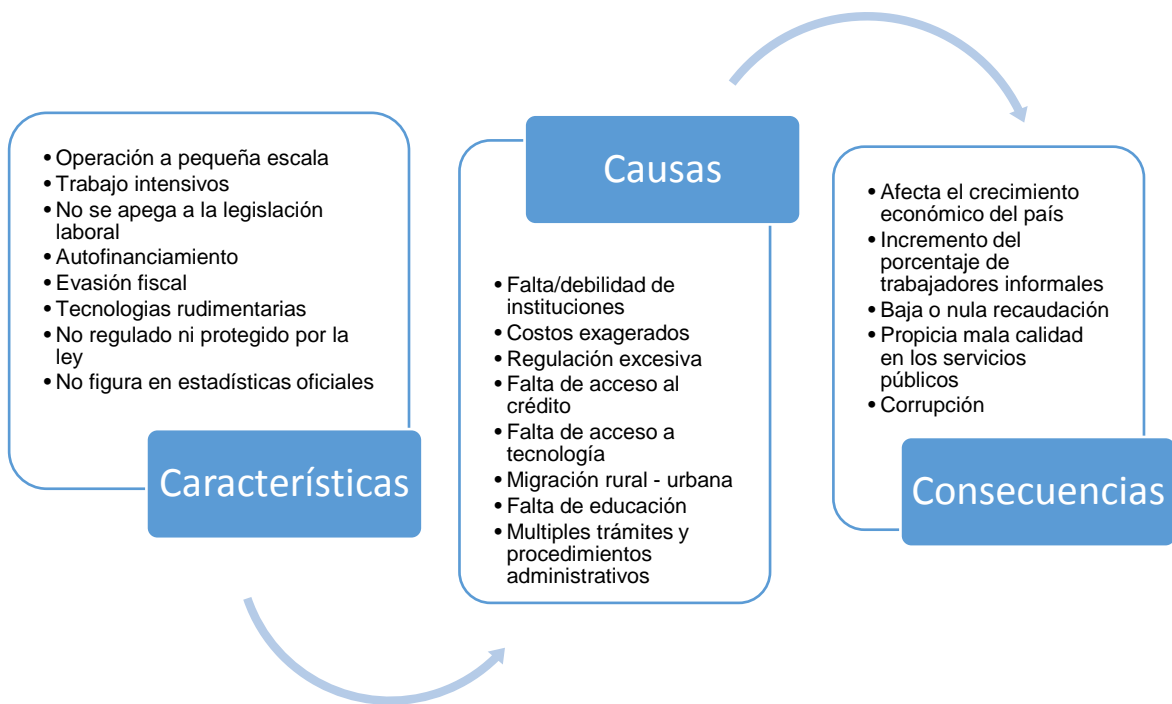 • Operación a pequeña escala
• Trabajo intensivos
• No se apega a la legislación
laboral
• Autofinanciamiento
• Evasión fiscal
• Tecnologias rudimentarias
• No regulado ni protegido por la
ley
• No figura en estadísticas oficiales
Características
Causas
• Falta/debilidad de
instituciones
• Costos exagerados
• Regulación excesiva
• Falta de acceso al
crédito
• Falta de acceso a
tecnología
• Migración rural - urbana
• Falta de educación
• Multiples trámites y
procedimientos
administrativos
• Afecta el crecimiento
económico del país
• Incremento del
porcentaje de
trabajadores informales
• Baja o nula recaudación
• Propicia mala calidad
en los servicios
públicos
• Corrupción
Consecuencias